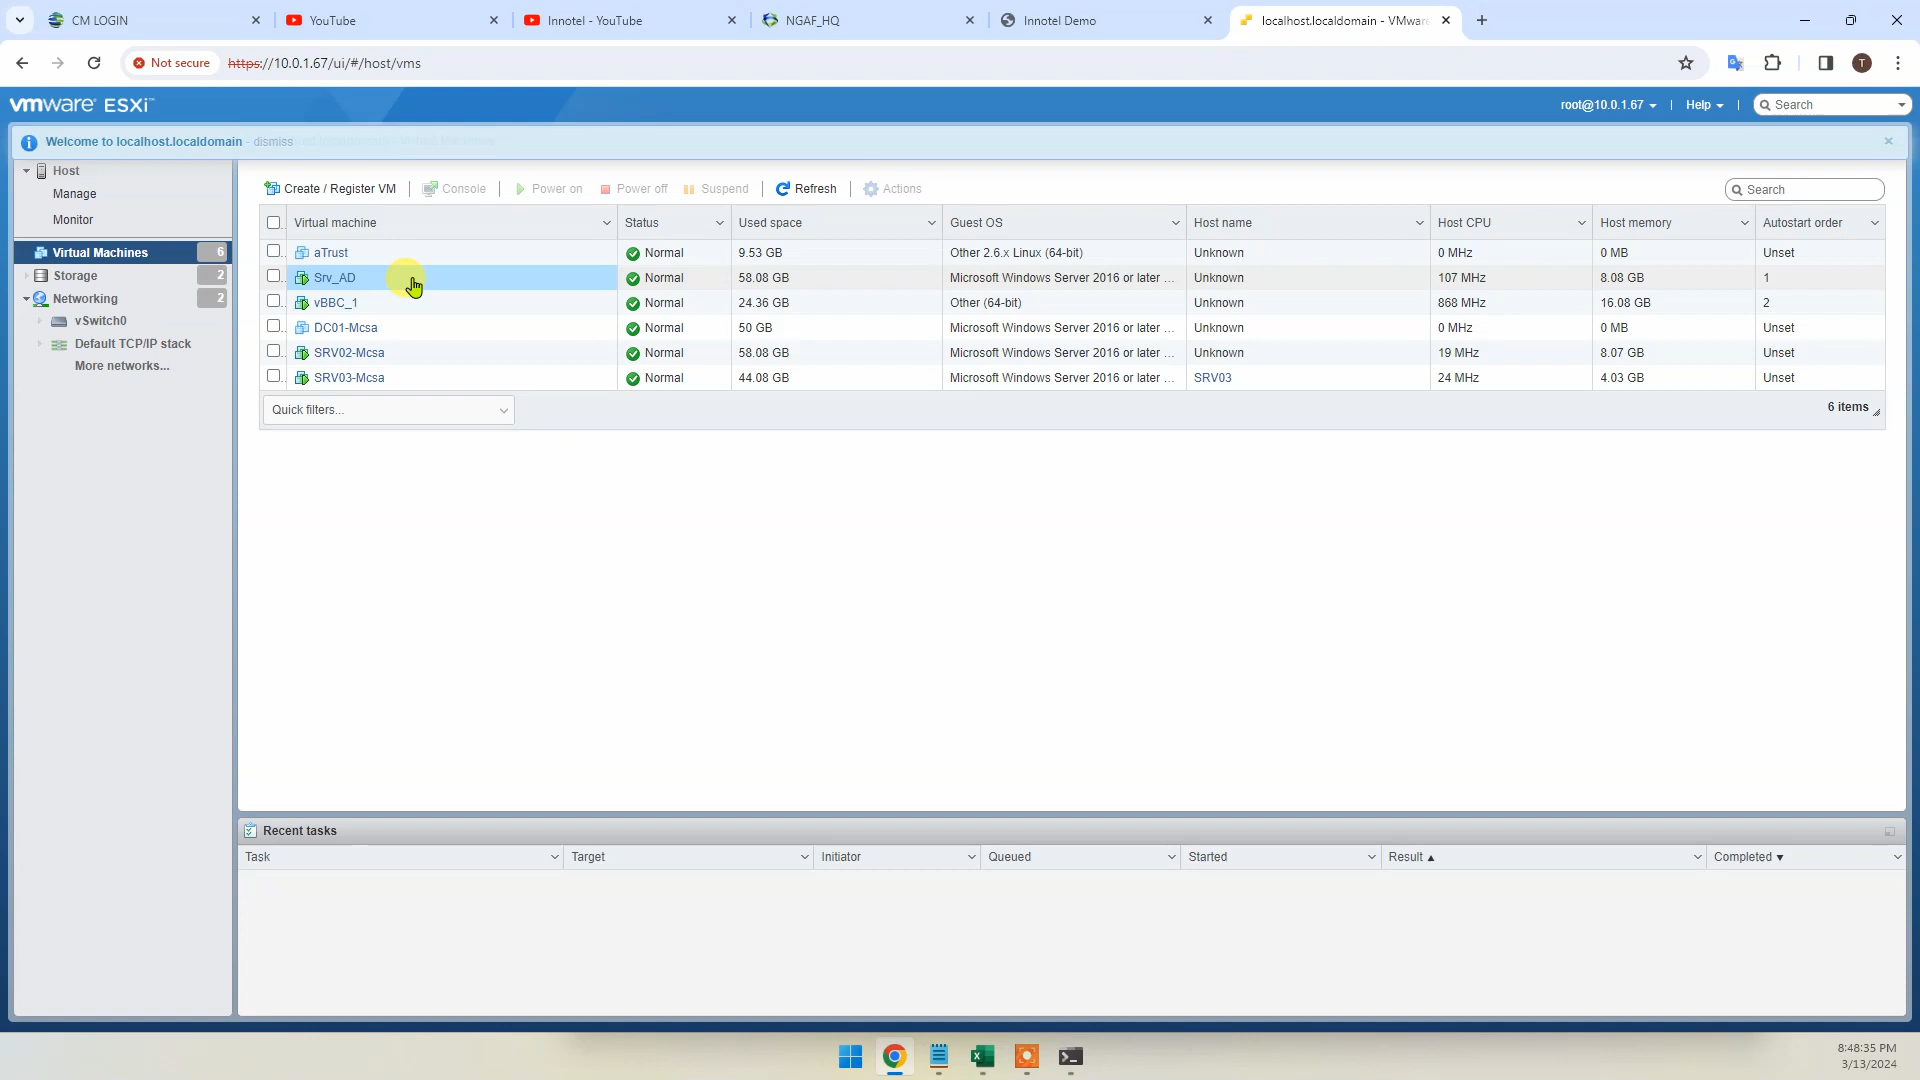 CM LOGIN
YouTube
Innotel - YouTube
NGAF_HQ
Innotel Demo
localhost.localdomain - VMware
Not secure
https://10.0.1.67/ui/#/host/vms
T
vmware ESXi
root@10.0.1.67
|
Help
|
Search
Welcome to localhost.localdomain - dismiss
Host
Manage
Monitor
Virtual Machines 6
Storage 2
Networking 2
vSwitch0
Default TCP/IP stack
More networks...
Create / Register VM | Console | Power on Power off Suspend | Refresh | Actions
Search
Virtual machine Status Used space Guest OS Host name Host CPU Host memory Autostart order
aTrust Normal 9.53 GB Other 2.6.x Linux (64-bit) Unknown 0 MHz 0 MB Unset
Srv_AD Normal 58.08 GB Microsoft Windows Server 2016 or later ... Unknown 107 MHz 8.08 GB 1
vBBC_1 Normal 24.36 GB Other (64-bit) Unknown 868 MHz 16.08 GB 2
DC01-Mcsa Normal 50 GB Microsoft Windows Server 2016 or later ... Unknown 0 MHz 0 MB Unset
SRV02-Mcsa Normal 58.08 GB Microsoft Windows Server 2016 or later ... Unknown 19 MHz 8.07 GB Unset
SRV03-Mcsa Normal 44.08 GB Microsoft Windows Server 2016 or later ... SRV03 24 MHz 4.03 GB Unset
Quick filters...
6 items
Recent tasks
Task Target Initiator Queued Started Result ▲ Completed ▼
8:48:35 PM
3/13/2024